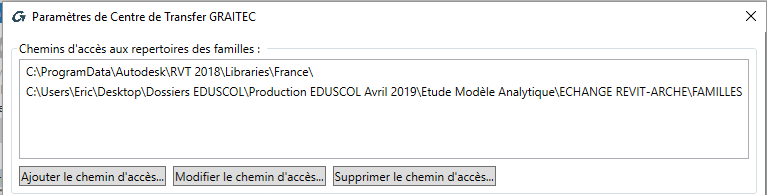 Paramètres de Centre de Transfer GRAITEC
Chemins d'accès aux repertoires des familles :
C:\ProgramData\Autodesk\RVT 2018\Libraries\France\
C:\Users\Eric\Desktop\Dossiers EDUSCOL\Production EDUSCOL Avril 2019\Etude Modèle Analytique\ECHANGE REVIT-ARCHE\FAMILLES
Ajouter le chemin d'accès... Modifier le chemin d'accès... Supprimer le chemin d'accès...